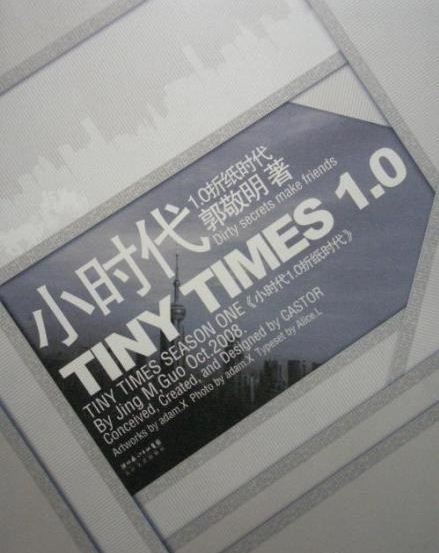 小时代
1.0折纸时代
郭敬明 著
Dirty secrets make friends
TINY TIMES 1.0
TINY TIMES SEASON ONE《小时代1.0折纸时代》
By Jing M.Guo Oct.2008.
Conceived, Created, and Designed by CASTOR
Artworks by adam.X Photo by adam.X Typeset by Alice.L